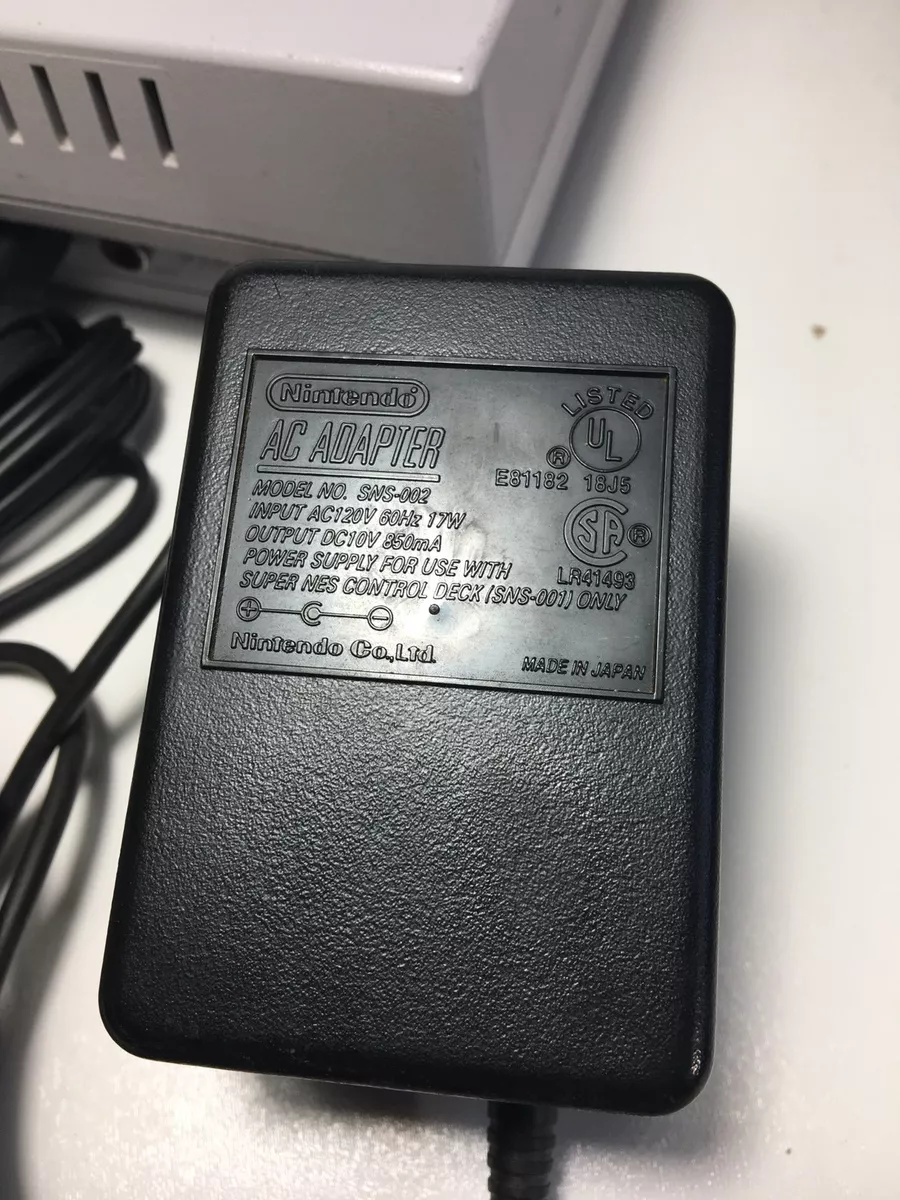 Nintendo®
AC ADAPTER
MODEL NO. SNS-002
INPUT AC120V 60Hz 17W
OUTPUT DC10V 850mA
POWER SUPPLY FOR USE WITH
SUPER NES CONTROL DECK (SNS-001) ONLY
Nintendo Co.,Ltd.
LISTED
UL ®
E81182 18J5
SA ®
LR41493
MADE IN JAPAN